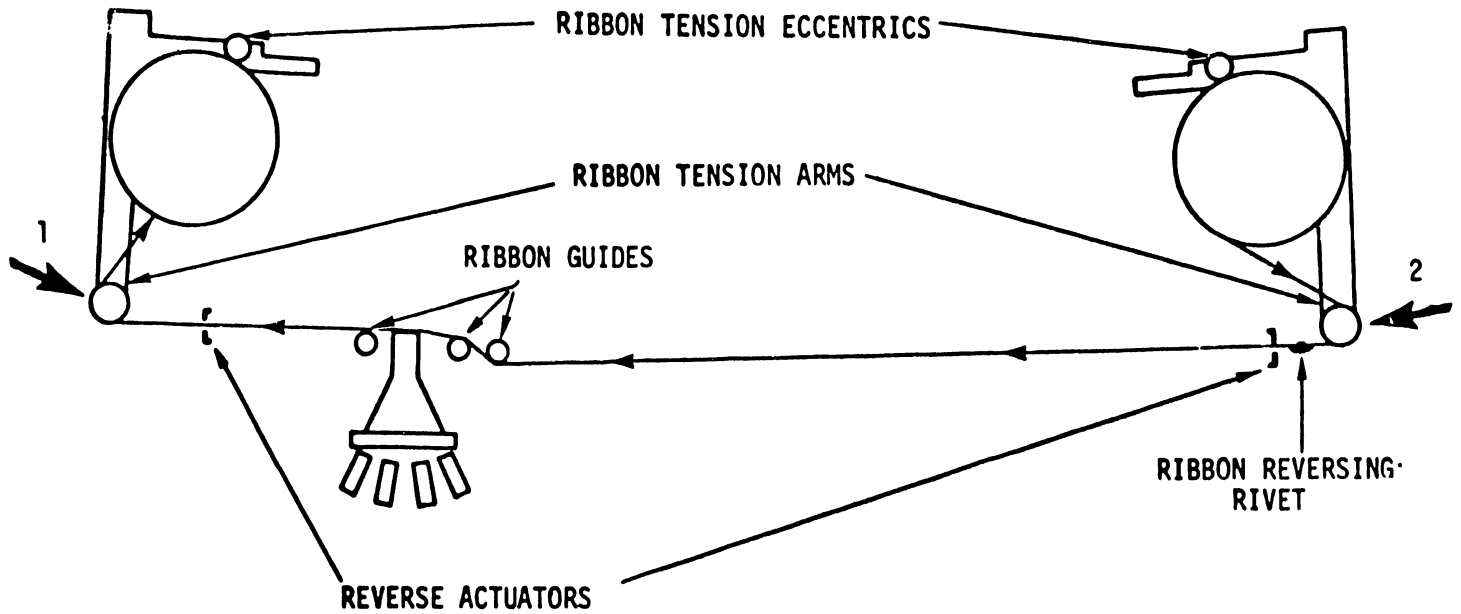 RIBBON TENSION ECCENTRICS
RIBBON TENSION ARMS
1
RIBBON GUIDES
2
RIBBON REVERSING
RIVET
REVERSE ACTUATORS